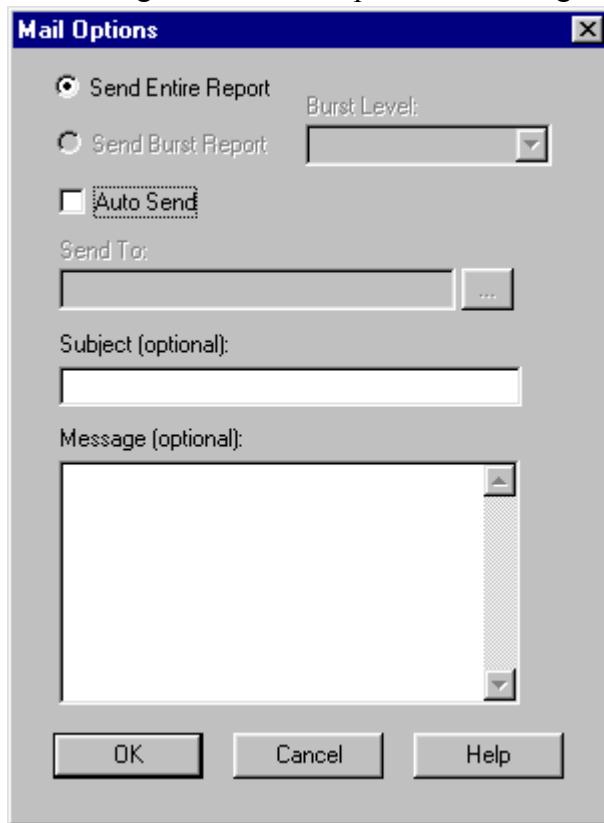 Mail Options
Send Entire Report
Burst Level:
Send Burst Report
Auto Send
Send To:
...
Subject (optional):
Message (optional):
OK Cancel Help